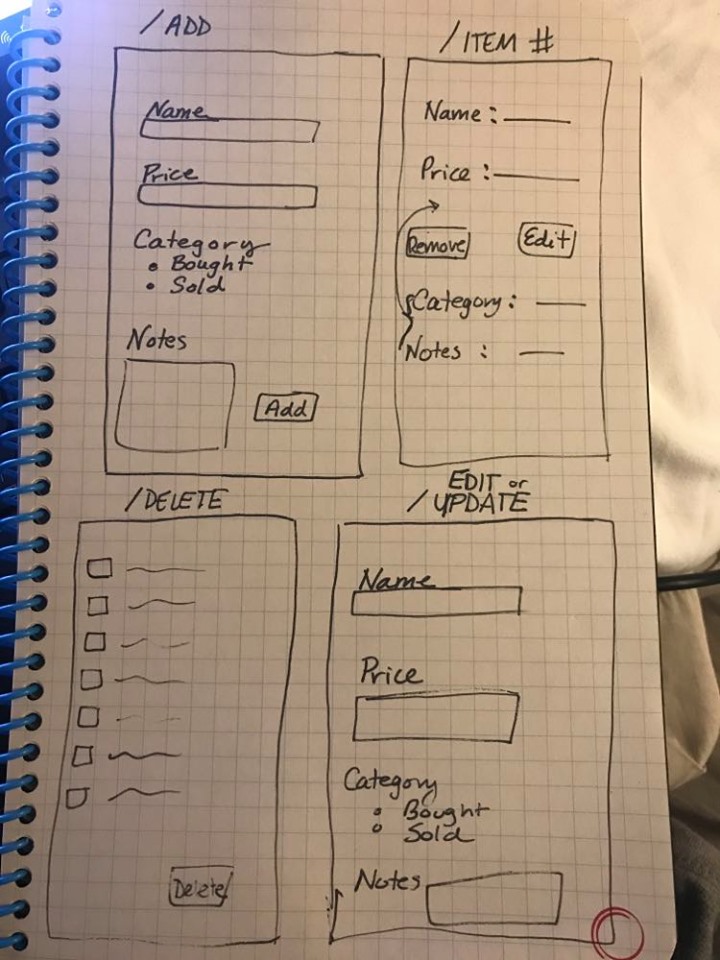 /ADD
Name
Price
Category
• Bought
• Sold
Notes
Add
/ITEM #
Name :
Price :
Remove
Edit
Category :
Notes :
/DELETE
Delete
/EDIT or
UPDATE
Name
Price
Category
Bought
Sold
Notes